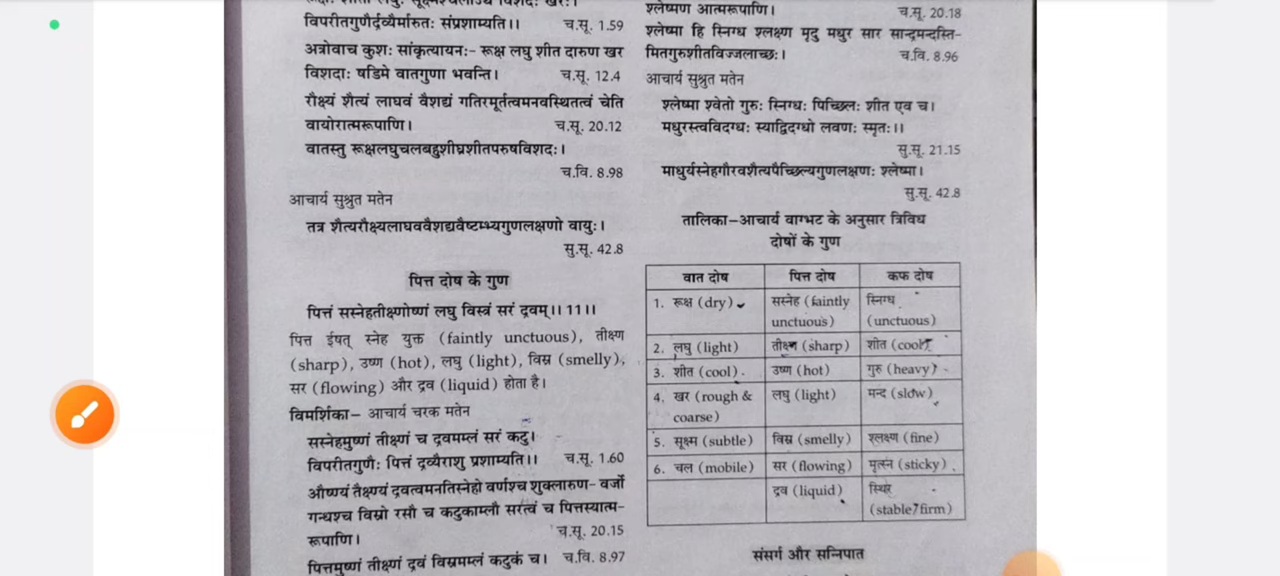 विपरीतगुणैर्द्रव्यैर्मारुतः संप्रशाम्यति।। च.सू. 1.59
अत्रोवाच कुशः सांकृत्यायनः- रूक्ष लघु शीत दारुण खर
विशदाः षडिमे वातगुणा भवन्ति। च.सू. 12.4
रौक्ष्यं शैत्यं लाघवं वैशद्यं गतिरमूर्तत्वमनवस्थितत्वं चेति
वायोरात्मरूपाणि। च.सू. 20.12
वातस्तु रूक्षलघुचलबहुशीघ्रशीतपरुषविशदः।
च.वि. 8.98
आचार्य सुश्रुत मतेन
तत्र शैत्यरौक्ष्यलाघववैशद्यवैष्टम्भ्यगुणलक्षणो वायुः।
सु.सू. 42.8
पित्त दोष के गुण
पित्तं सस्नेहतीक्ष्णोष्णं लघु विस्त्रं सरं द्रवम्।। 11।।
पित्त ईषत् स्नेह युक्त (faintly unctuous), तीक्ष्ण
(sharp), उष्ण (hot), लघु (light), विस्र (smelly),
सर (flowing) और द्रव (liquid) होता है।
विमर्शिका– आचार्य चरक मतेन
सस्नेहमुष्णं तीक्ष्णं च द्रवमम्लं सरं कटु।
विपरीतगुणैः पित्तं द्रव्यैराशु प्रशाम्यति।। च.सू. 1.60
औष्ण्यं तैक्ष्ण्यं द्रवत्वमनतिस्नेहो वर्णश्च शुक्लारुण- वर्जो
गन्धश्च विस्रो रसौ च कटुकाम्लौ सरत्वं च पित्तस्यात्म-
रूपाणि। च.सू. 20.15
पित्तमुष्णं तीक्ष्णं द्रवं विस्रमम्लं कटुकं च। च.वि. 8.97
श्लेष्मण आत्मरूपाणि। च.सू. 20.18
श्लेष्मा हि स्निग्ध श्लक्ष्ण मृदु मधुर सार सान्द्रमन्दस्ति-
मितगुरुशीतविज्जलाच्छः। च.वि. 8.96
आचार्य सुश्रुत मतेन
श्लेष्मा श्वेतो गुरुः स्निग्धः पिच्छिलः शीत एव च।
मधुरस्त्वविदग्धः स्याद्विदग्धो लवणः स्मृतः।।
सु.सू. 21.15
माधुर्यस्नेहगौरवशैत्यपैच्छिल्यगुणलक्षणः श्लेष्मा।
सु.सू. 42.8
तालिका–आचार्य वाग्भट के अनुसार त्रिविध
दोषों के गुण
वात दोष पित्त दोष कफ दोष
1. रूक्ष (dry) सस्नेह (faintly स्निग्ध
unctuous) (unctuous)
2. लघु (light) तीक्ष्ण (sharp) शीत (cool)
3. शीत (cool) उष्ण (hot) गुरु (heavy)
4. खर (rough & लघु (light) मन्द (slow)
coarse)
5. सूक्ष्म (subtle) विस्र (smelly) श्लक्ष्ण (fine)
6. चल (mobile) सर (flowing) मृत्स्न (sticky)
द्रव (liquid) स्थिर
(stable/firm)
संसर्ग और सन्निपात